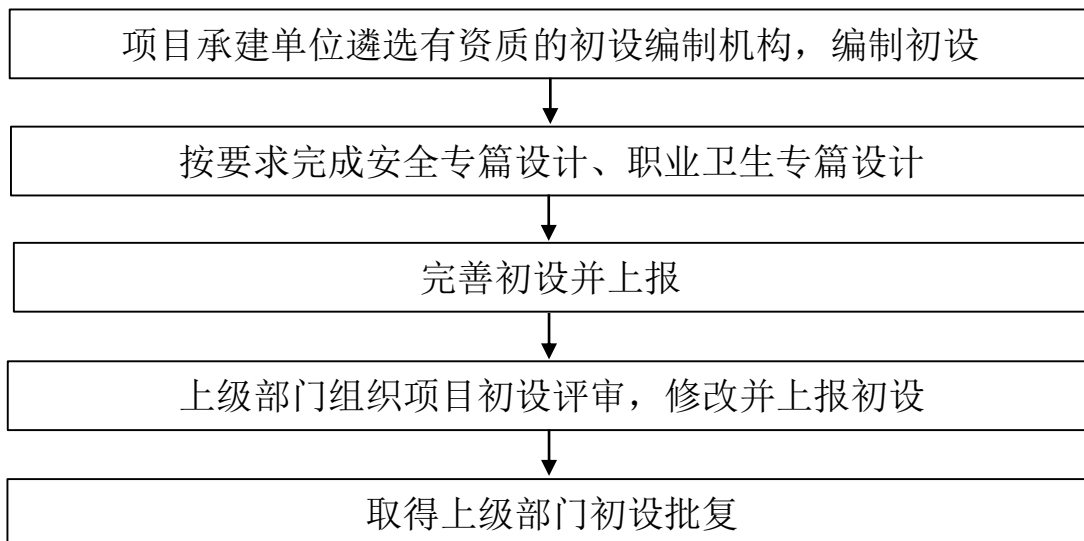 项目承建单位遴选有资质的初设编制机构，编制初设
按要求完成安全专篇设计、职业卫生专篇设计
完善初设并上报
上级部门组织项目初设评审，修改并上报初设
取得上级部门初设批复